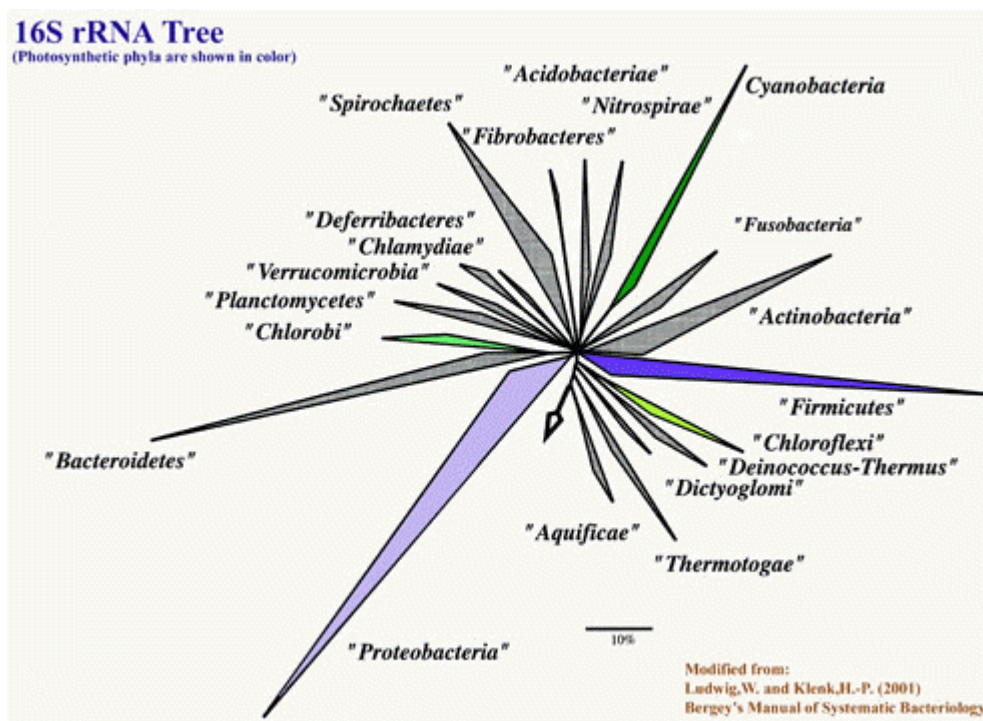 16S rRNA Tree
(Photosynthetic phyla are shown in color)
"Acidobacteriae"
"Spirochaetes"
"Nitrospirae"
Cyanobacteria
"Fibrobacteres"
"Deferribacteres"
"Fusobacteria"
"Chlamydiae"
"Verrucomicrobia"
"Planctomycetes"
"Actinobacteria"
"Chlorobi"
"Firmicutes"
"Chloroflexi"
"Bacteroidetes"
"Deinococcus-Thermus"
"Dictyoglomi"
"Aquificae"
"Thermotogae"
10%
"Proteobacteria"
Modified from:
Ludwig,W. and Klenk,H.-P. (2001)
Bergey's Manual of Systematic Bacteriology